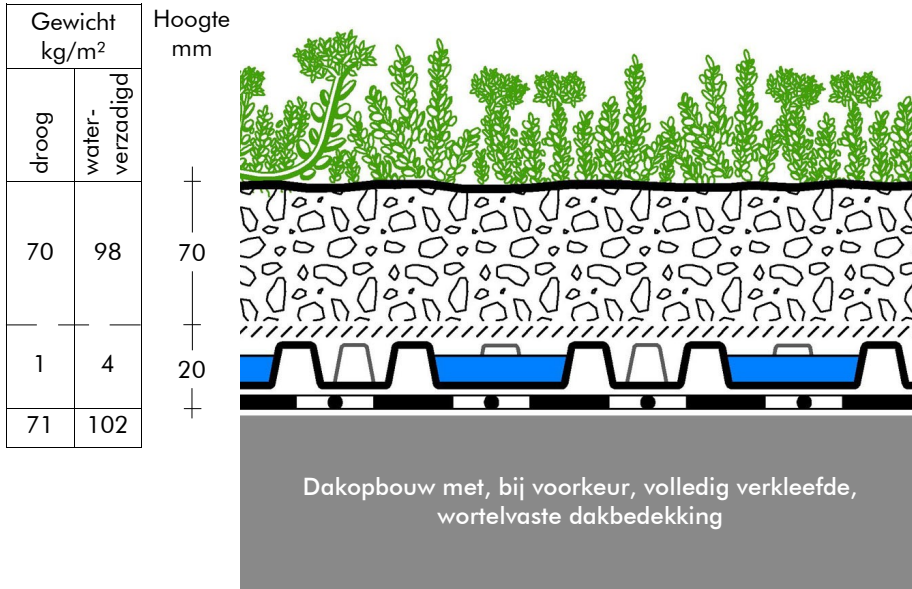 Gewicht
kg/m²
Hoogte
mm
droog
water-
verzadigd
70
98
70
1
4
20
71
102
Dakopbouw met, bij voorkeur, volledig verkleefde,
wortelvaste dakbedekking